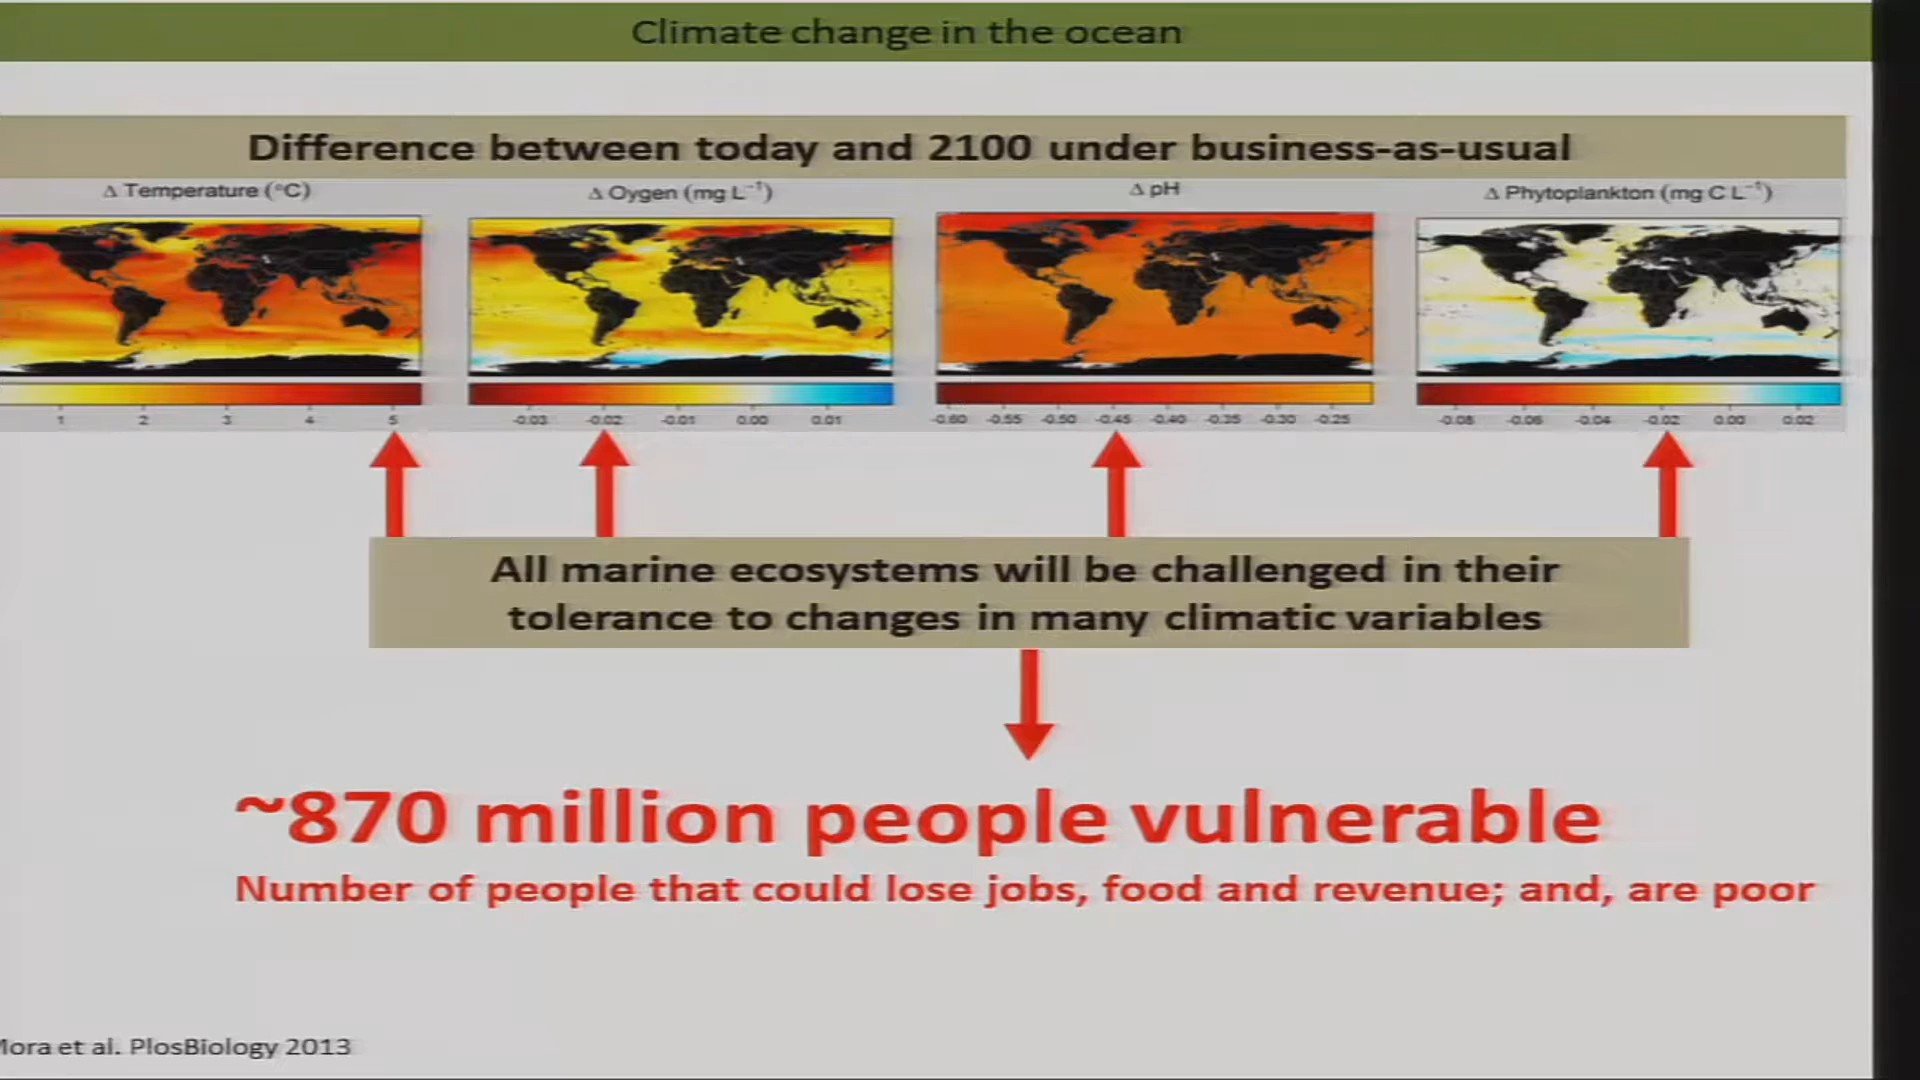 Climate change in the ocean
Difference between today and 2100 under business-as-usual
Δ Temperature (°C)
Δ Oygen (mg L⁻¹)
Δ pH
Δ Phytoplankton (mg C L⁻¹)
1 2 3 4 5
-0.03 -0.02 -0.01 0.00 0.01
-0.60 -0.55 -0.50 -0.45 -0.40 -0.35 -0.30 -0.25
-0.08 -0.06 -0.04 -0.02 0.00 0.02
All marine ecosystems will be challenged in their
tolerance to changes in many climatic variables
~870 million people vulnerable
Number of people that could lose jobs, food and revenue; and, are poor
et al. PlosBiology 2013